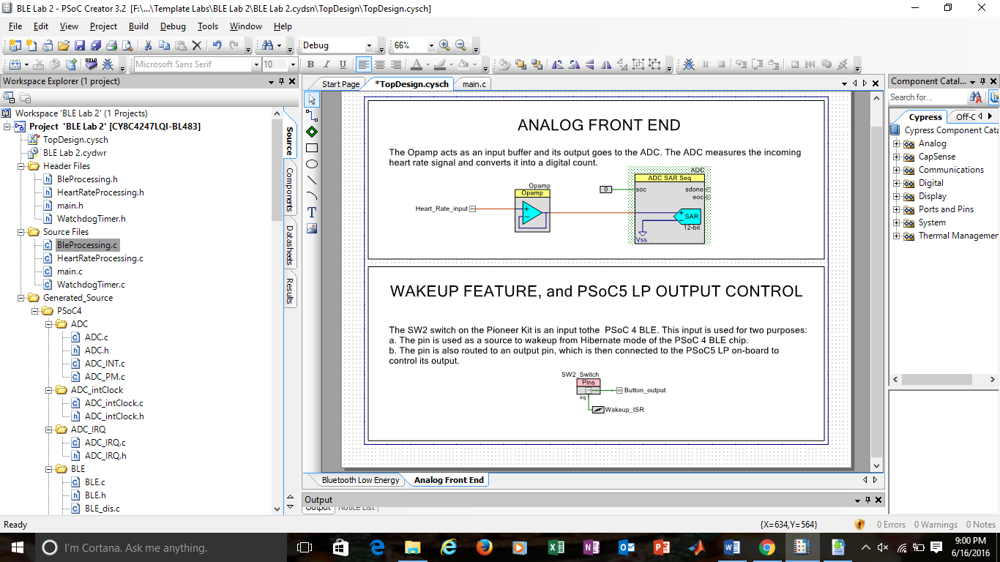 BLE Lab 2 - PSoC Creator 3.2 [F:\...\Template Labs\BLE Lab 2\BLE Lab 2.cydsn\TopDesign\TopDesign.cysch]
File Edit View Project Build Debug Tools Window Help
Debug 66%
Microsoft Sans Serif 10 B I U
Workspace Explorer (1 project)
Workspace 'BLE Lab 2' (1 Projects)
Project 'BLE Lab 2' [CY8C4247LQI-BL483]
TopDesign.cysch
BLE Lab 2.cydwr
Header Files
BleProcessing.h
HeartRateProcessing.h
main.h
WatchdogTimer.h
Source Files
BleProcessing.c
HeartRateProcessing.c
main.c
WatchdogTimer.c
Generated_Source
PSoC4
ADC
ADC.c
ADC.h
ADC_INT.c
ADC_PM.c
ADC_intClock
ADC_intClock.c
ADC_intClock.h
ADC_IRQ
ADC_IRQ.c
ADC_IRQ.h
BLE
BLE.c
BLE.h
BLE_dis.c
Source
Components
Datasheets
Results
Start Page *TopDesign.cysch main.c
T
ANALOG FRONT END
The Opamp acts as an input buffer and its output goes to the ADC. The ADC measures the incoming
heart rate signal and converts it into a digital count.
Opamp
Opamp
Heart_Rate_input
ADC
ADC SAR Seq
0
soc
sdone
eoc
SAR
12-bit
Vss
WAKEUP FEATURE, and PSoC5 LP OUTPUT CONTROL
The SW2 switch on the Pioneer Kit is an input tothe PSoC 4 BLE. This input is used for two purposes:
a. The pin is used as a source to wakeup from Hibernate mode of the PSoC 4 BLE chip.
b. The pin is also routed to an output pin, which is then connected to the PSoC5 LP on-board to
control its output.
SW2_Switch
Pins
Button_output
irq
Wakeup_ISR
Bluetooth Low Energy Analog Front End
Output
Output Notice List
Component Catal...
Search for...
Cypress Off-C
Cypress Component Cata
Analog
CapSense
Communications
Digital
Display
Ports and Pins
System
Thermal Managemen
Ready {X=634,Y=564} 0 Errors 0 Warnings 0 Notes
I'm Cortana. Ask me anything.
9:00 PM
6/16/2016